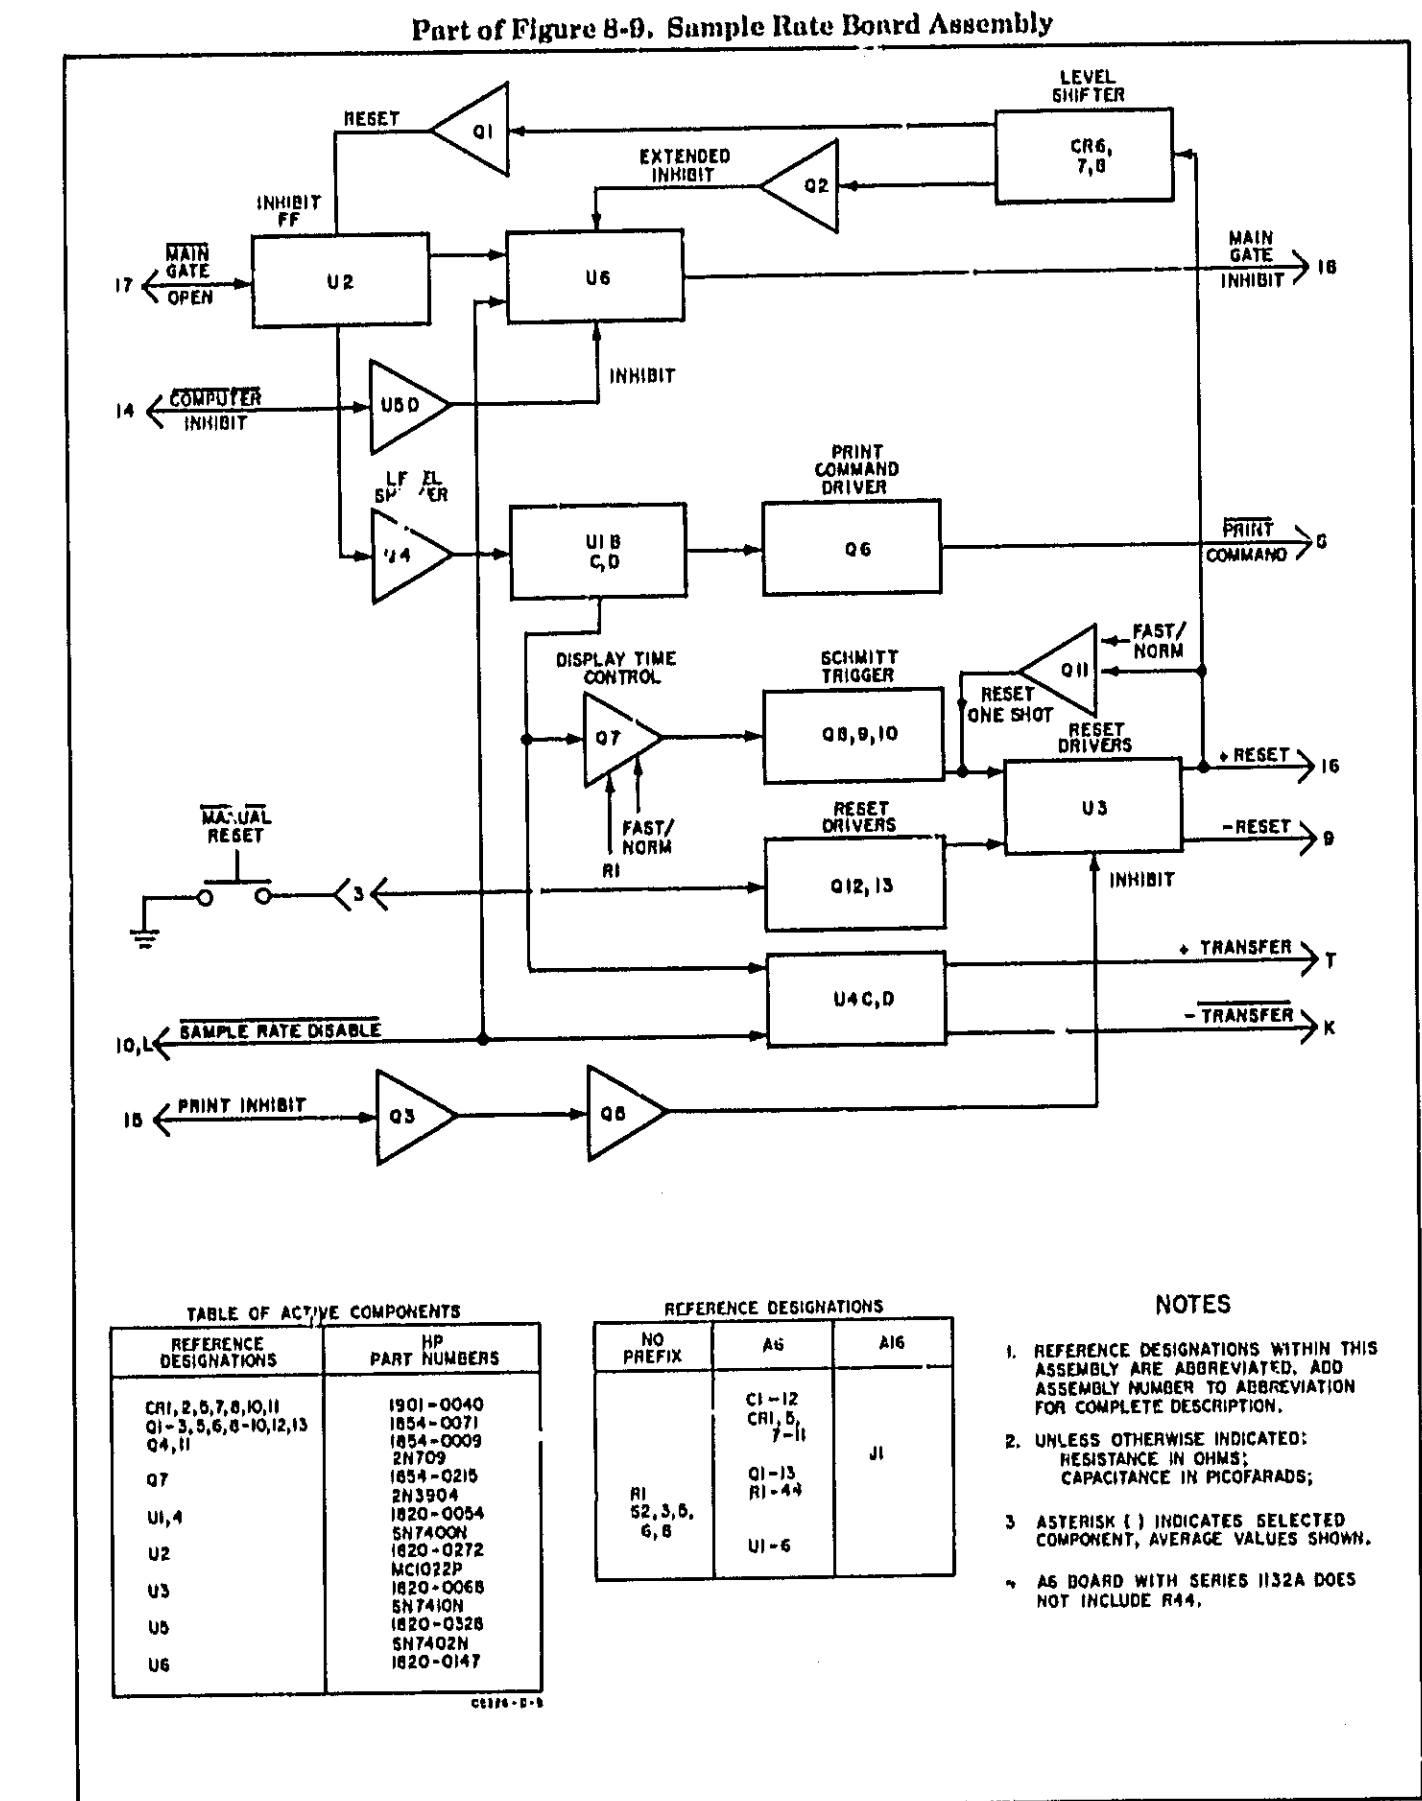 Part of Figure 8-9. Sample Rate Board Assembly
LEVEL
SHIFTER
RESET
Q1
CR6,
7,8
EXTENDED
INHIBIT
Q2
INHIBIT
FF
MAIN
GATE
OPEN
17
U2
U6
MAIN
GATE
INHIBIT
18
INHIBIT
14
COMPUTER
INHIBIT
U5D
PRINT
COMMAND
DRIVER
U1B
C,D
Q6
PRINT
COMMAND
DISPLAY TIME
CONTROL
SCHMITT
TRIGGER
FAST/
NORM
Q11
RESET
ONE SHOT
Q7
Q8,9,10
RESET
DRIVERS
+RESET
16
U3
MANUAL
RESET
FAST/
NORM
R1
RESET
DRIVERS
-RESET
9
3
Q12,13
INHIBIT
+ TRANSFER
T
U4C,D
10,L
SAMPLE RATE DISABLE
-TRANSFER
K
15
PRINT INHIBIT
Q3
Q5
TABLE OF ACTIVE COMPONENTS
REFERENCE
DESIGNATIONS
HP
PART NUMBERS
CR1,2,5,7,8,10,11
1901-0040
Q1-3,5,6,8-10,12,13
1854-0071
Q4,11
1854-0009
2N709
Q7
1854-0215
2N3904
U1,4
1820-0054
SN7400N
U2
1820-0272
MC1022P
U3
1820-0068
SN7410N
U5
1820-0328
SN7402N
U6
1820-0147
REFERENCE DESIGNATIONS
NO
PREFIX
A6
A16
C1-12
CR1,5,
7-11
J1
Q1-13
R1
R1-44
S2,3,5,
6,8
U1-6
NOTES
1. REFERENCE DESIGNATIONS WITHIN THIS
ASSEMBLY ARE ABBREVIATED. ADD
ASSEMBLY NUMBER TO ABBREVIATION
FOR COMPLETE DESCRIPTION.
2. UNLESS OTHERWISE INDICATED:
RESISTANCE IN OHMS;
CAPACITANCE IN PICOFARADS;
3 ASTERISK ( ) INDICATES SELECTED
COMPONENT, AVERAGE VALUES SHOWN.
4 A6 BOARD WITH SERIES 1132A DOES
NOT INCLUDE R44.